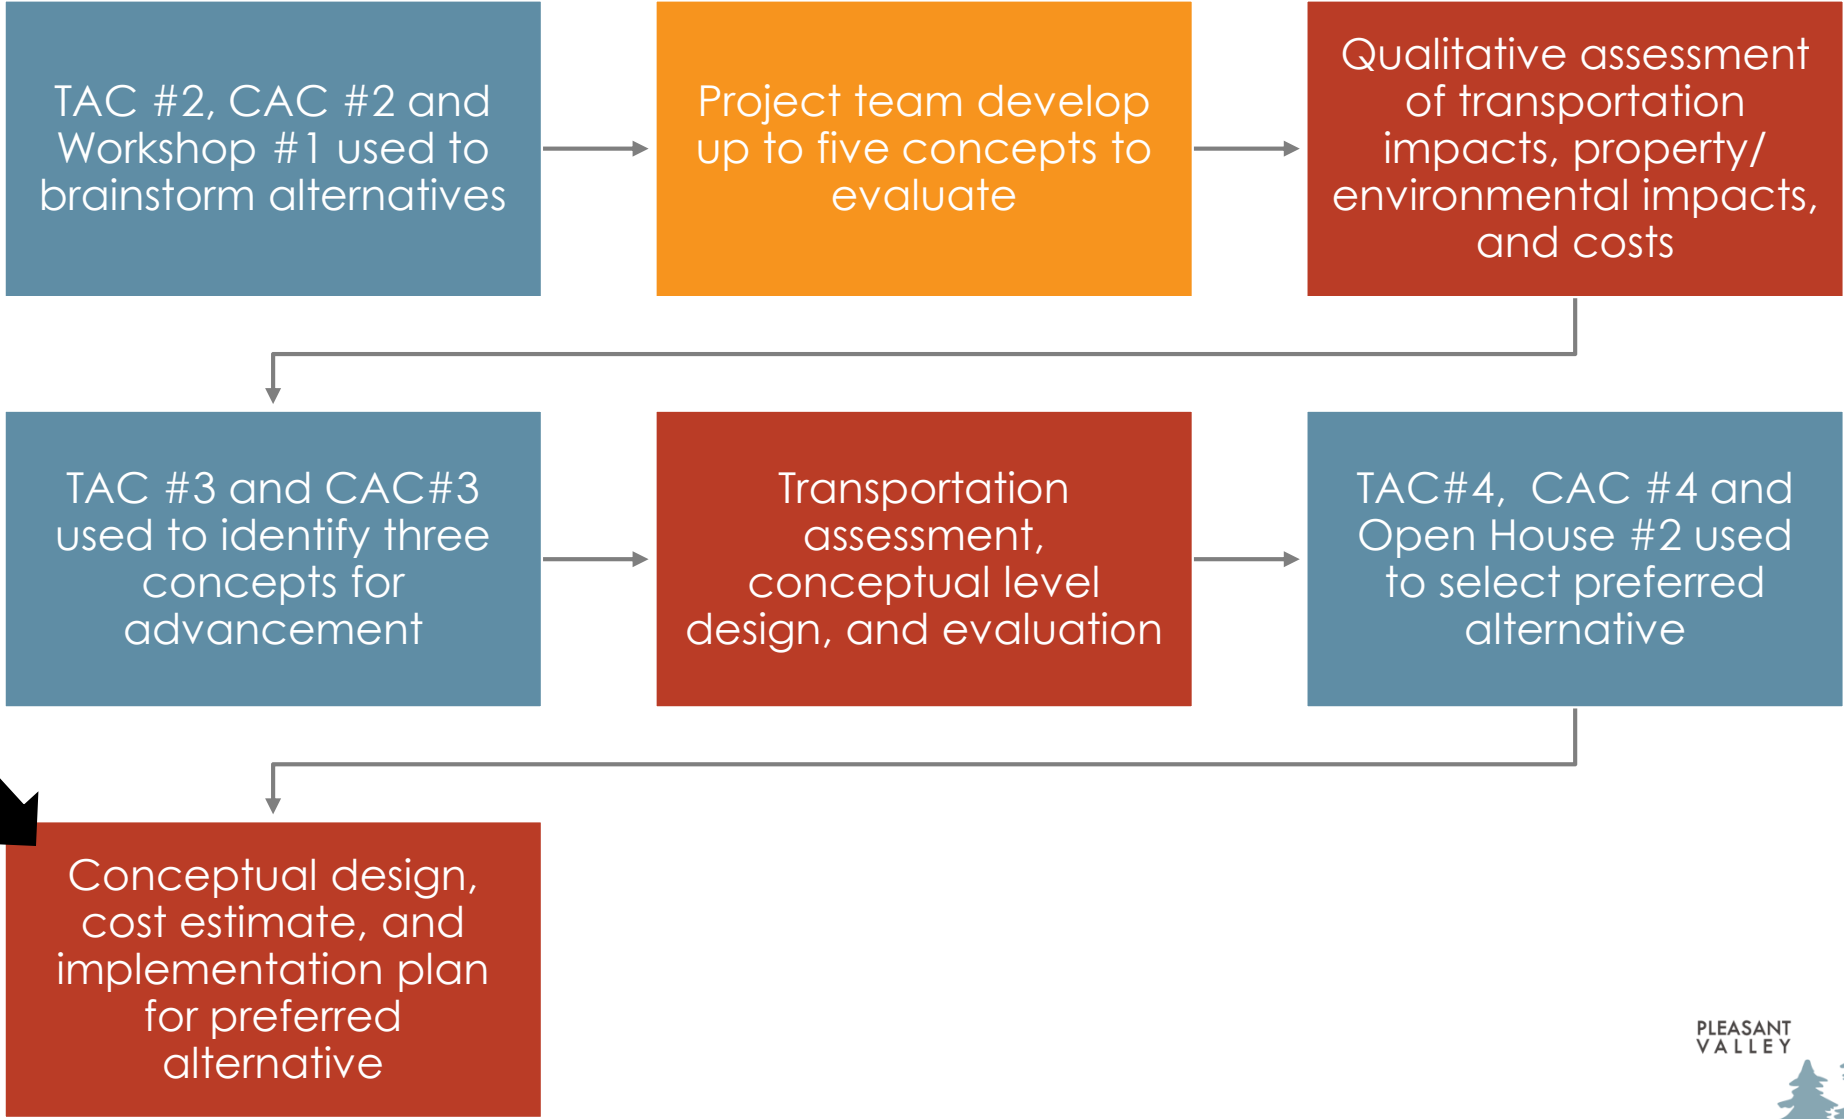 TAC #2, CAC #2 and
Workshop #1 used to
brainstorm alternatives
Project team develop
up to five concepts to
evaluate
Qualitative assessment
of transportation
impacts, property/
environmental impacts,
and costs
TAC #3 and CAC#3
used to identify three
concepts for
advancement
Transportation
assessment,
conceptual level
design, and evaluation
TAC#4,  CAC #4 and
Open House #2 used
to select preferred
alternative
Conceptual design,
cost estimate, and
implementation plan
for preferred
alternative
PLEASANT
VALLEY